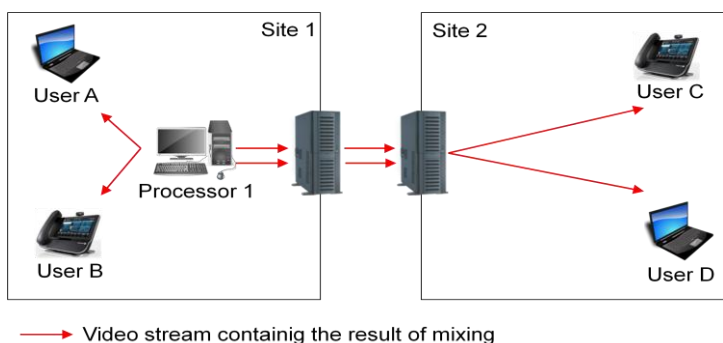 Site 1
Site 2
User A
User C
Processor 1
User B
User D
Video stream containig the result of mixing